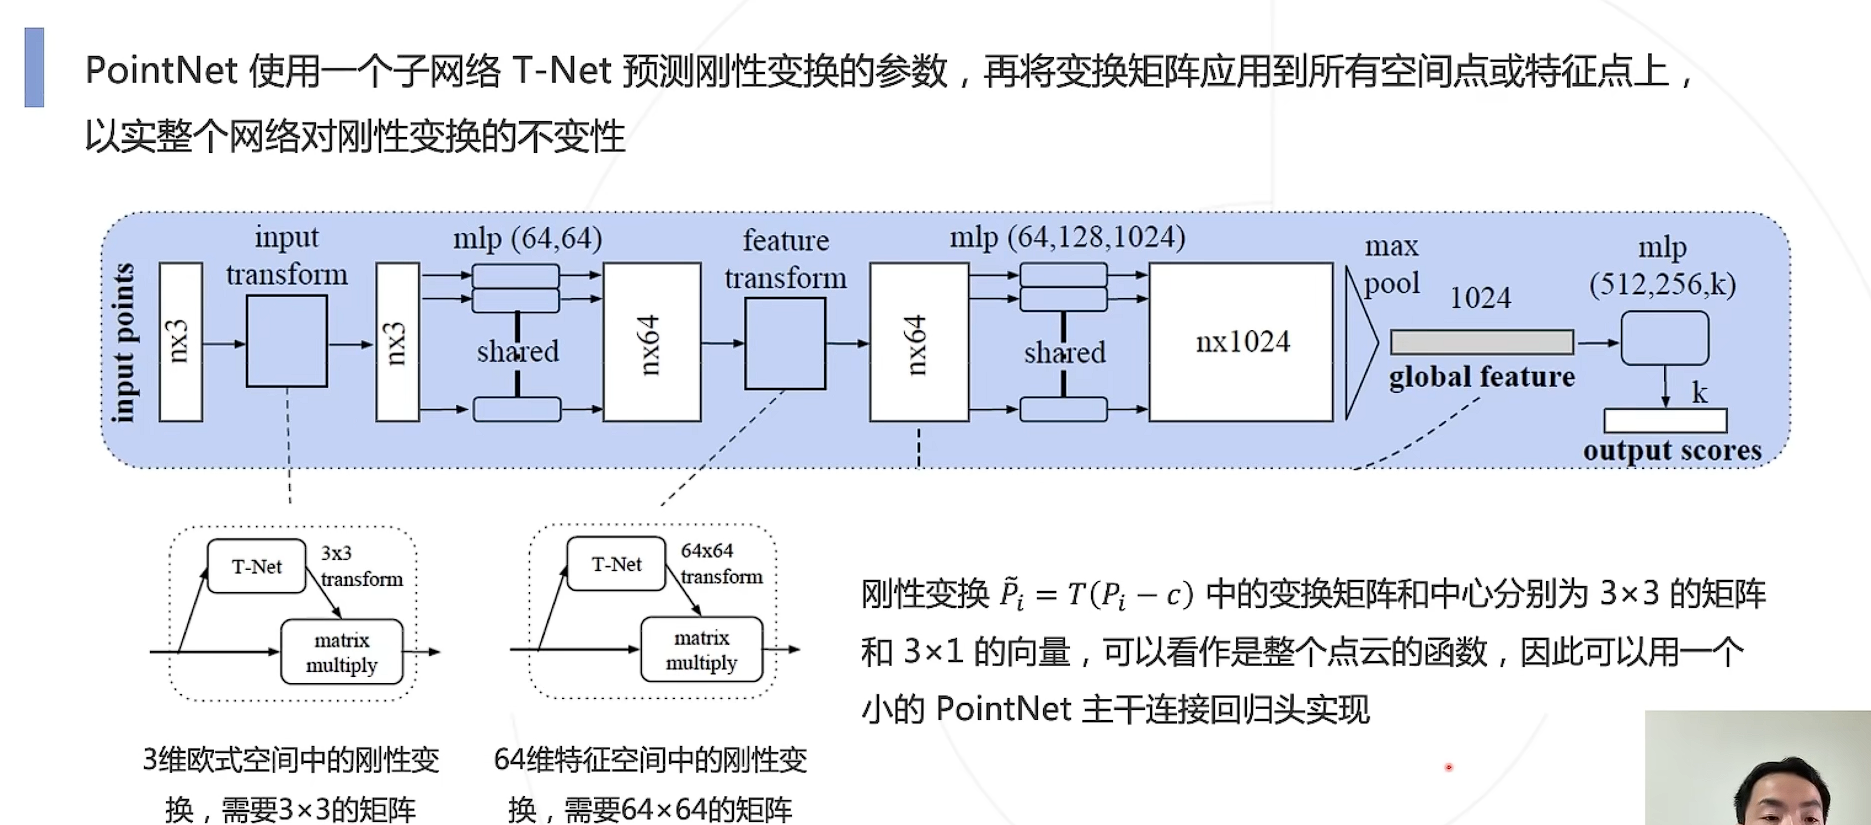 PointNet 使用一个子网络 T-Net 预测刚性变换的参数，再将变换矩阵应用到所有空间点或特征点上，
以实整个网络对刚性变换的不变性
input points
nx3
input
transform
nx3
mlp (64,64)
shared
nx64
feature
transform
nx64
mlp (64,128,1024)
shared
nx1024
max
pool
1024
global feature
mlp
(512,256,k)
k
output scores
T-Net
3x3
transform
matrix
multiply
T-Net
64x64
transform
matrix
multiply
3维欧式空间中的刚性变
换，需要3×3的矩阵
64维特征空间中的刚性变
换，需要64×64的矩阵
刚性变换 P̃ᵢ = T(Pᵢ − c) 中的变换矩阵和中心分别为 3×3 的矩阵
和 3×1 的向量，可以看作是整个点云的函数，因此可以用一个
小的 PointNet 主干连接回归头实现